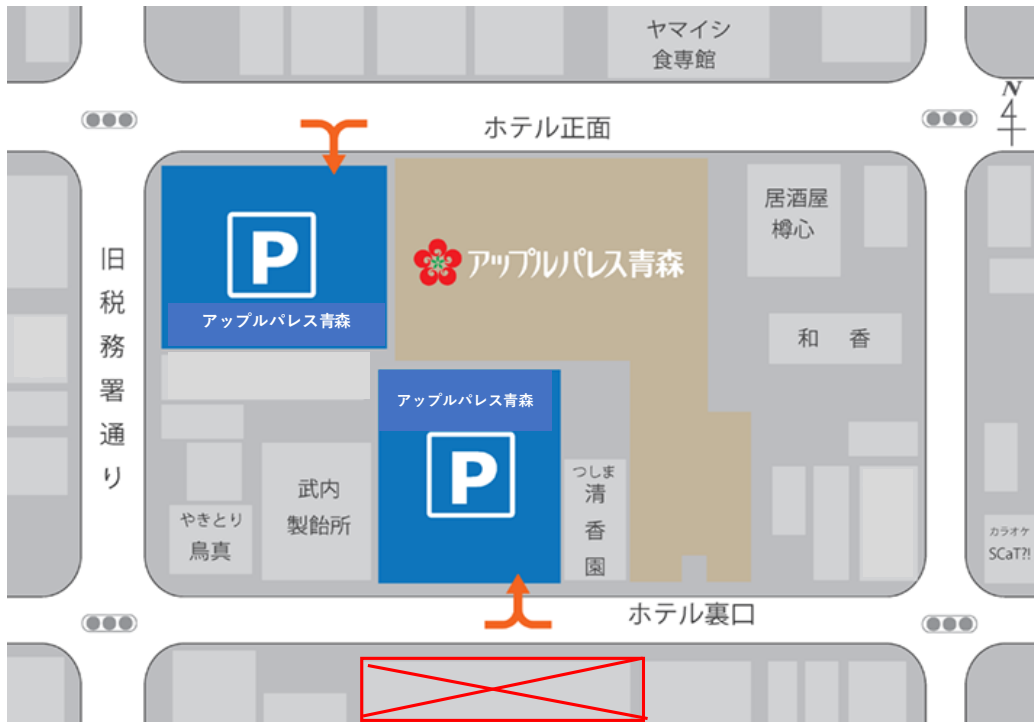 ヤマイシ
食専館
N
ホテル正面
居酒屋
樽心
アップルパレス青森
P
アップルパレス青森
旧税務署通り
和 香
アップルパレス青森
P
つしま
清香園
武内
製飴所
やきとり
鳥真
カラオケ
SCaT?!
ホテル裏口